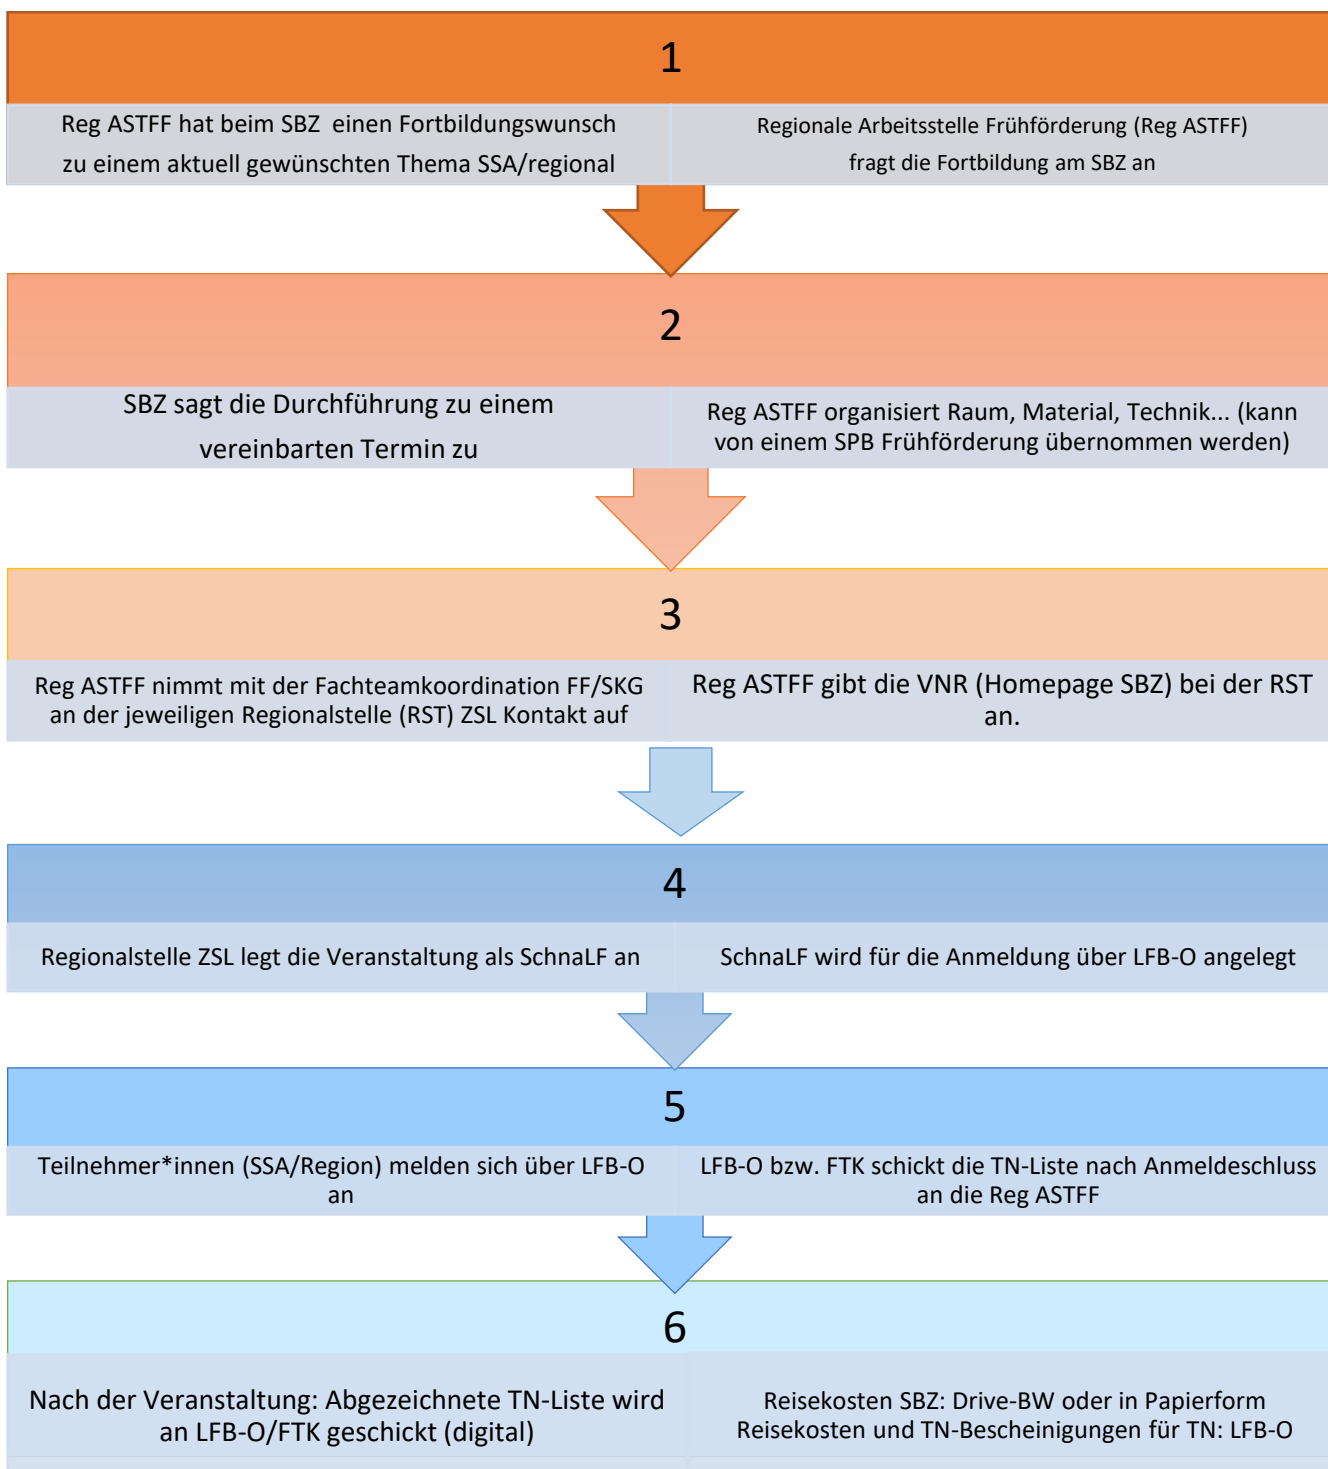 1
Reg ASTFF hat beim SBZ einen Fortbildungswunsch
zu einem aktuell gewünschten Thema SSA/regional
Regionale Arbeitsstelle Frühförderung (Reg ASTFF)
fragt die Fortbildung am SBZ an
2
SBZ sagt die Durchführung zu einem
vereinbarten Termin zu
Reg ASTFF organisiert Raum, Material, Technik... (kann
von einem SPB Frühförderung übernommen werden)
3
Reg ASTFF nimmt mit der Fachteamkoordination FF/SKG
an der jeweiligen Regionalstelle (RST) ZSL Kontakt auf
Reg ASTFF gibt die VNR (Homepage SBZ) bei der RST
an.
4
Regionalstelle ZSL legt die Veranstaltung als SchnaLF an
SchnaLF wird für die Anmeldung über LFB-O angelegt
5
Teilnehmer*innen (SSA/Region) melden sich über LFB-O
an
LFB-O bzw. FTK schickt die TN-Liste nach Anmeldeschluss
an die Reg ASTFF
6
Nach der Veranstaltung: Abgezeichnete TN-Liste wird
an LFB-O/FTK geschickt (digital)
Reisekosten SBZ: Drive-BW oder in Papierform
Reisekosten und TN-Bescheinigungen für TN: LFB-O